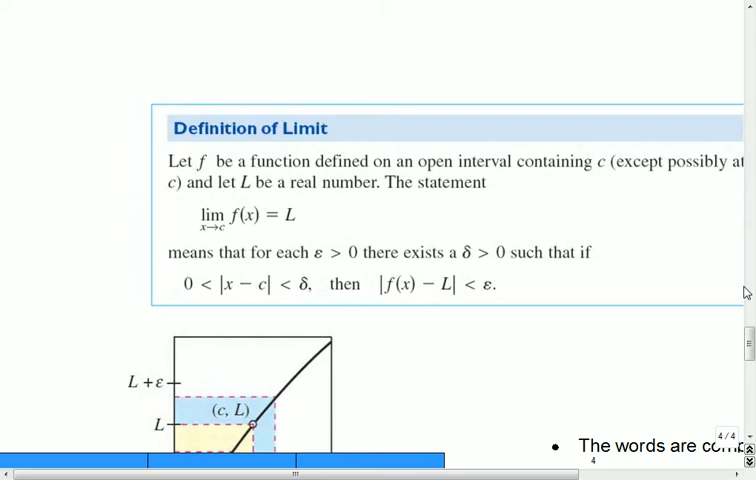 Definition of Limit
Let f be a function defined on an open interval containing c (except possibly at
c) and let L be a real number. The statement
lim f(x) = L
x→c
means that for each ε > 0 there exists a δ > 0 such that if
0 < |x − c| < δ, then |f(x) − L| < ε.
L + ε
(c, L)
L
4 / 4
• The words are
4